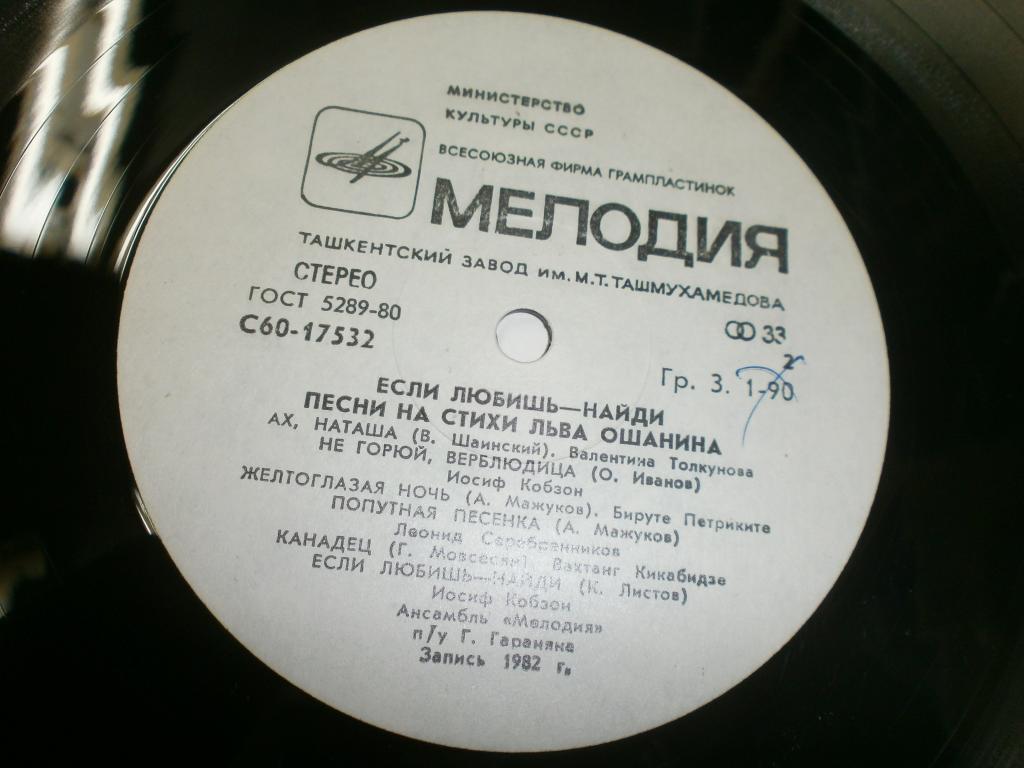 МИНИСТЕРСТВО
КУЛЬТУРЫ СССР
ВСЕСОЮЗНАЯ ФИРМА ГРАМПЛАСТИНОК
МЕЛОДИЯ
ТАШКЕНТСКИЙ ЗАВОД им. М.Т. ТАШМУХАМЕДОВА
СТЕРЕО
ГОСТ 5289-80
33
С60-17532
2
Гр. 3. 1-90
ЕСЛИ ЛЮБИШЬ—НАЙДИ
ПЕСНИ НА СТИХИ ЛЬВА ОШАНИНА
АХ, НАТАША (В. Шаинский). Валентина Толкунова
НЕ ГОРЮЙ, ВЕРБЛЮДИЦА (О. Иванов)
Иосиф Кобзон
ЖЕЛТОГЛАЗАЯ НОЧЬ (А. Мажуков). Бируте Петриките
ПОПУТНАЯ ПЕСЕНКА (А. Мажуков)
Леонид Серебренников
КАНАДЕЦ (Г. Мовсесян). Вахтанг Кикабидзе
ЕСЛИ ЛЮБИШЬ—НАЙДИ (К. Листов)
Иосиф Кобзон
Ансамбль «Мелодия»
п/у Г. Гараняна
Запись 1982 г.